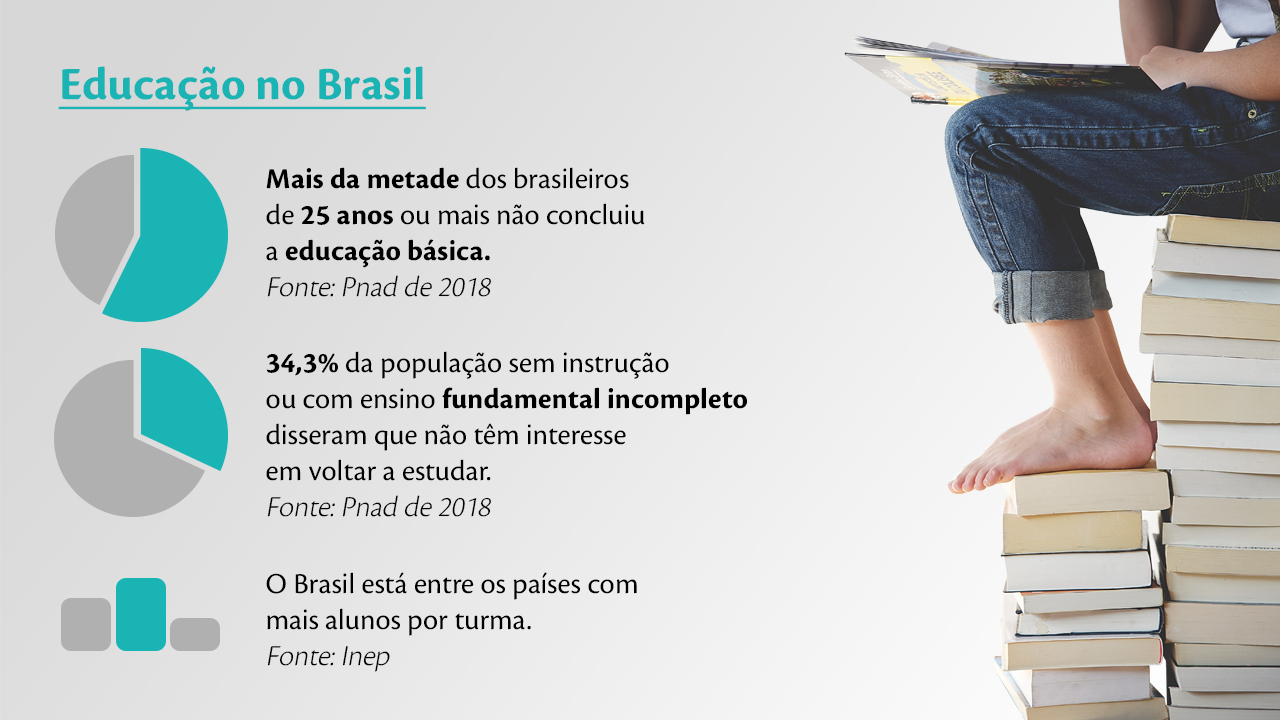 Educação no Brasil
Mais da metade dos brasileiros
de 25 anos ou mais não concluiu
a educação básica.
Fonte: Pnad de 2018
34,3% da população sem instrução
ou com ensino fundamental incompleto
disseram que não têm interesse
em voltar a estudar.
Fonte: Pnad de 2018
O Brasil está entre os países com
mais alunos por turma.
Fonte: Inep